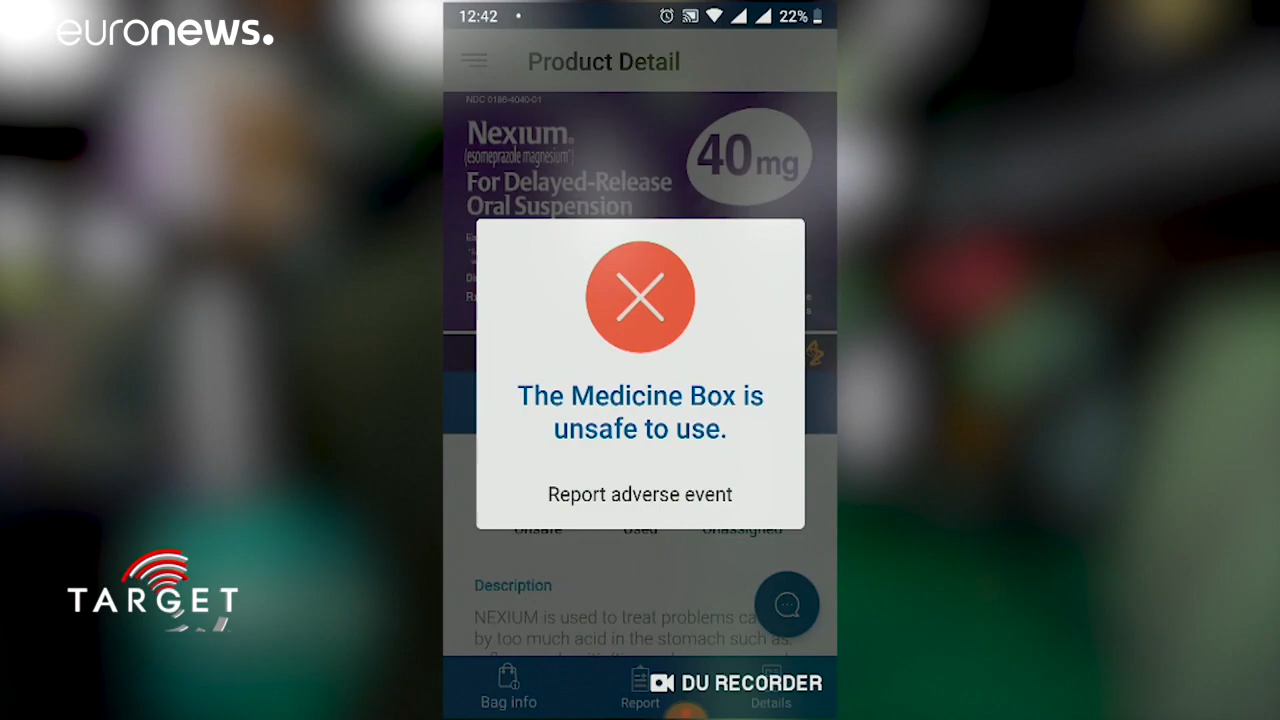 euronews.
12:42
22%
Product Detail
NDC 0186-4040-01
Nexium
(esomeprazole magnesium)
40 mg
For Delayed-Release
Oral Suspension
The Medicine Box is
unsafe to use.
Report adverse event
Unsafe Used Unassigned
TARGET
Description
NEXIUM is used to treat problems
by too much acid in the stomach such as:
Bag info
Report
Details
DU RECORDER